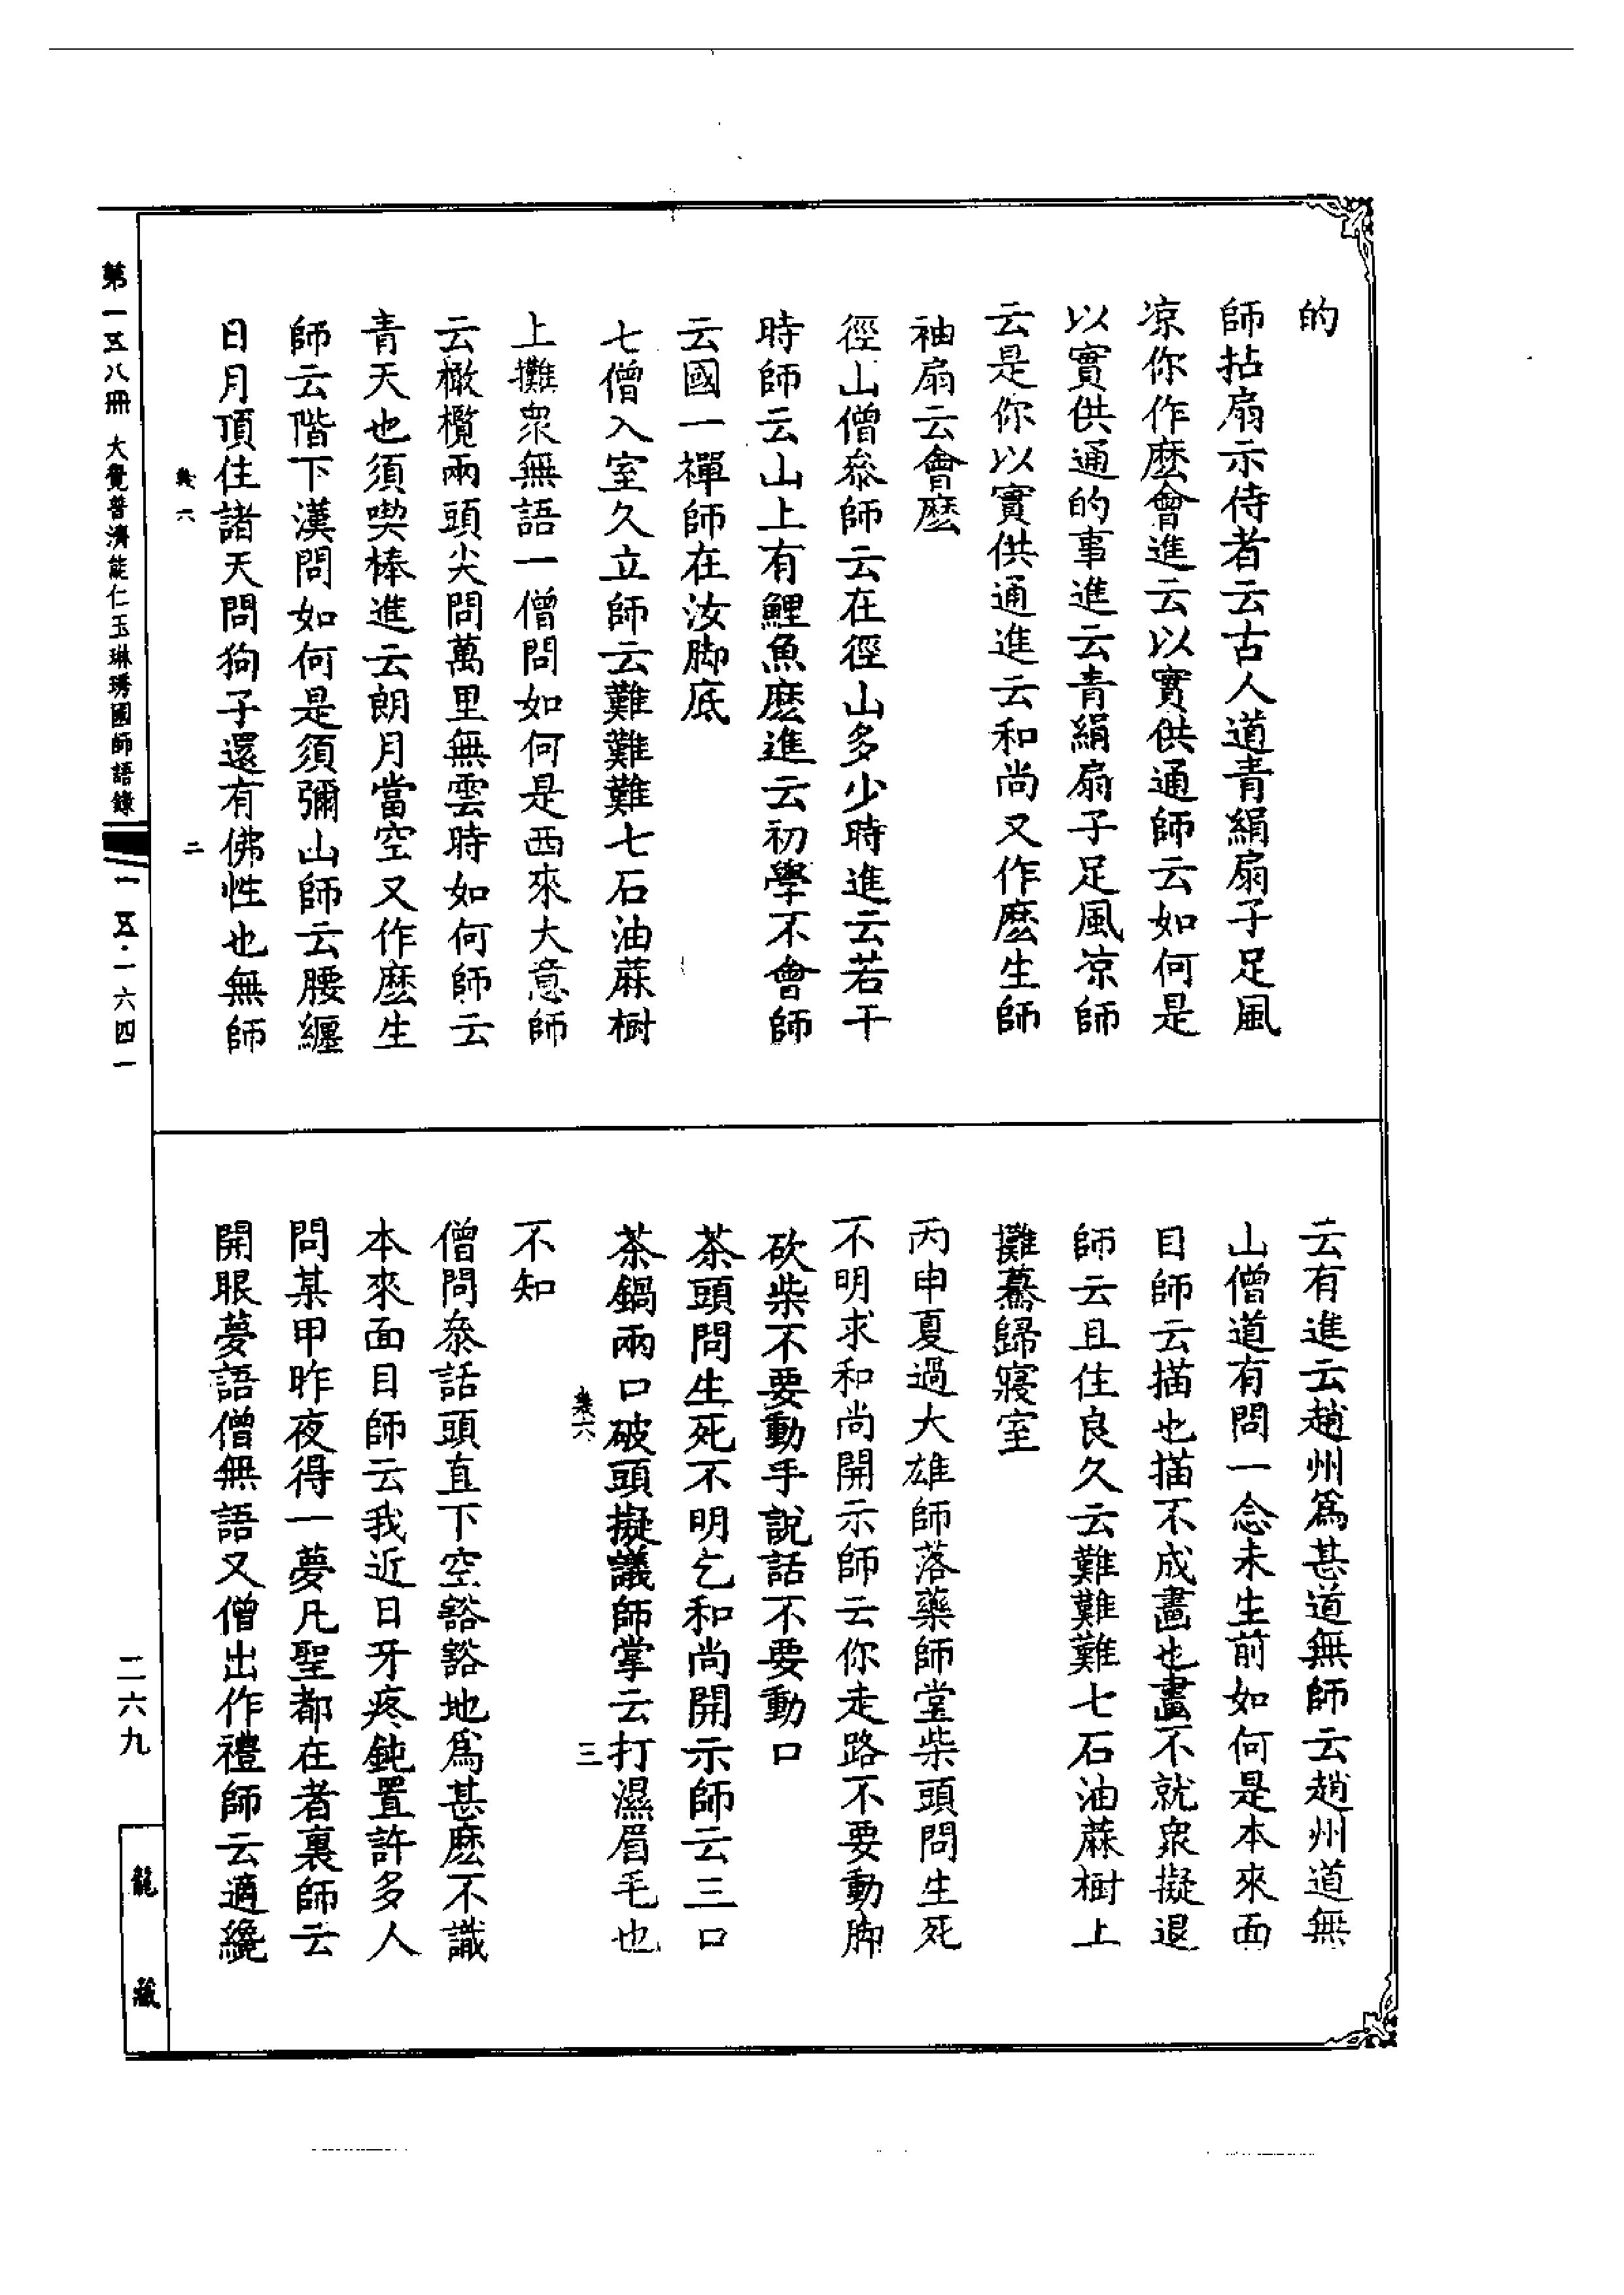 的
師拈扇示侍者云古人道青絹扇子足風
涼你作麽會進云以實供通師云如何是
以實供通的事進云青絹扇子足風凉師
云是你以實供通進云和尚又作麽生師
袖扇云會麽
徑山僧叅師云在徑山多少時進云若干
時師云山上有鯉魚麽進云初學不會師
云國一禪師在汝脚底
七僧入室久立師云難難難七石油蔴樹
上攤衆無語一僧問如何是西來大意師
云橄欖兩頭尖問萬里無雲時如何師云
青天也須喫棒進云朗月當空又作麽生
師云階下漢問如何是須彌山師云腰纏
日月頂住諸天問狗子還有佛性也無師
云有進云趙州爲甚道無師云趙州道無
山僧道有問一念未生前如何是本來面
目師云描也描不成畫也畫不就衆擬退
師云且住良久云難難難七石油蔴樹上
攤驀歸寢室
丙申夏過大雄師落藥師堂柴頭問生死
不明求和尚開示師云你走路不要動脚
砍柴不要動手說話不要動口
茶頭問生死不明乞和尚開示師云三口
茶鍋兩口破頭擬議師掌云打濕眉毛也
不知
僧問叅話頭直下空豁豁地爲甚麽不識
本來面目師云我近日牙疼鈍置許多人
問某甲昨夜得一夢凡聖都在者裏師云
開眼夢語僧無語又僧出作禮師云適纔
第一五八冊 大覺普濟能仁玉琳琇國師語錄
一五·一六四一
二六九
龍藏
卷六
二
卷六
三